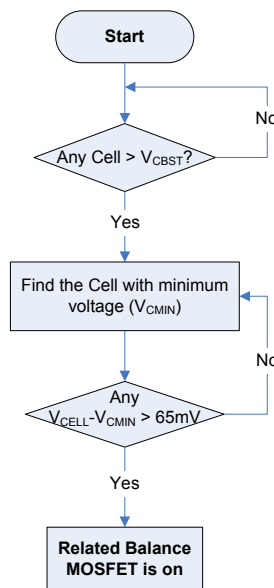 Start
No
Any Cell > VCBST?
Yes
Find the Cell with minimum
voltage (VCMIN)
No
Any
VCELL-VCMIN > 65mV
Yes
Related Balance
MOSFET is on